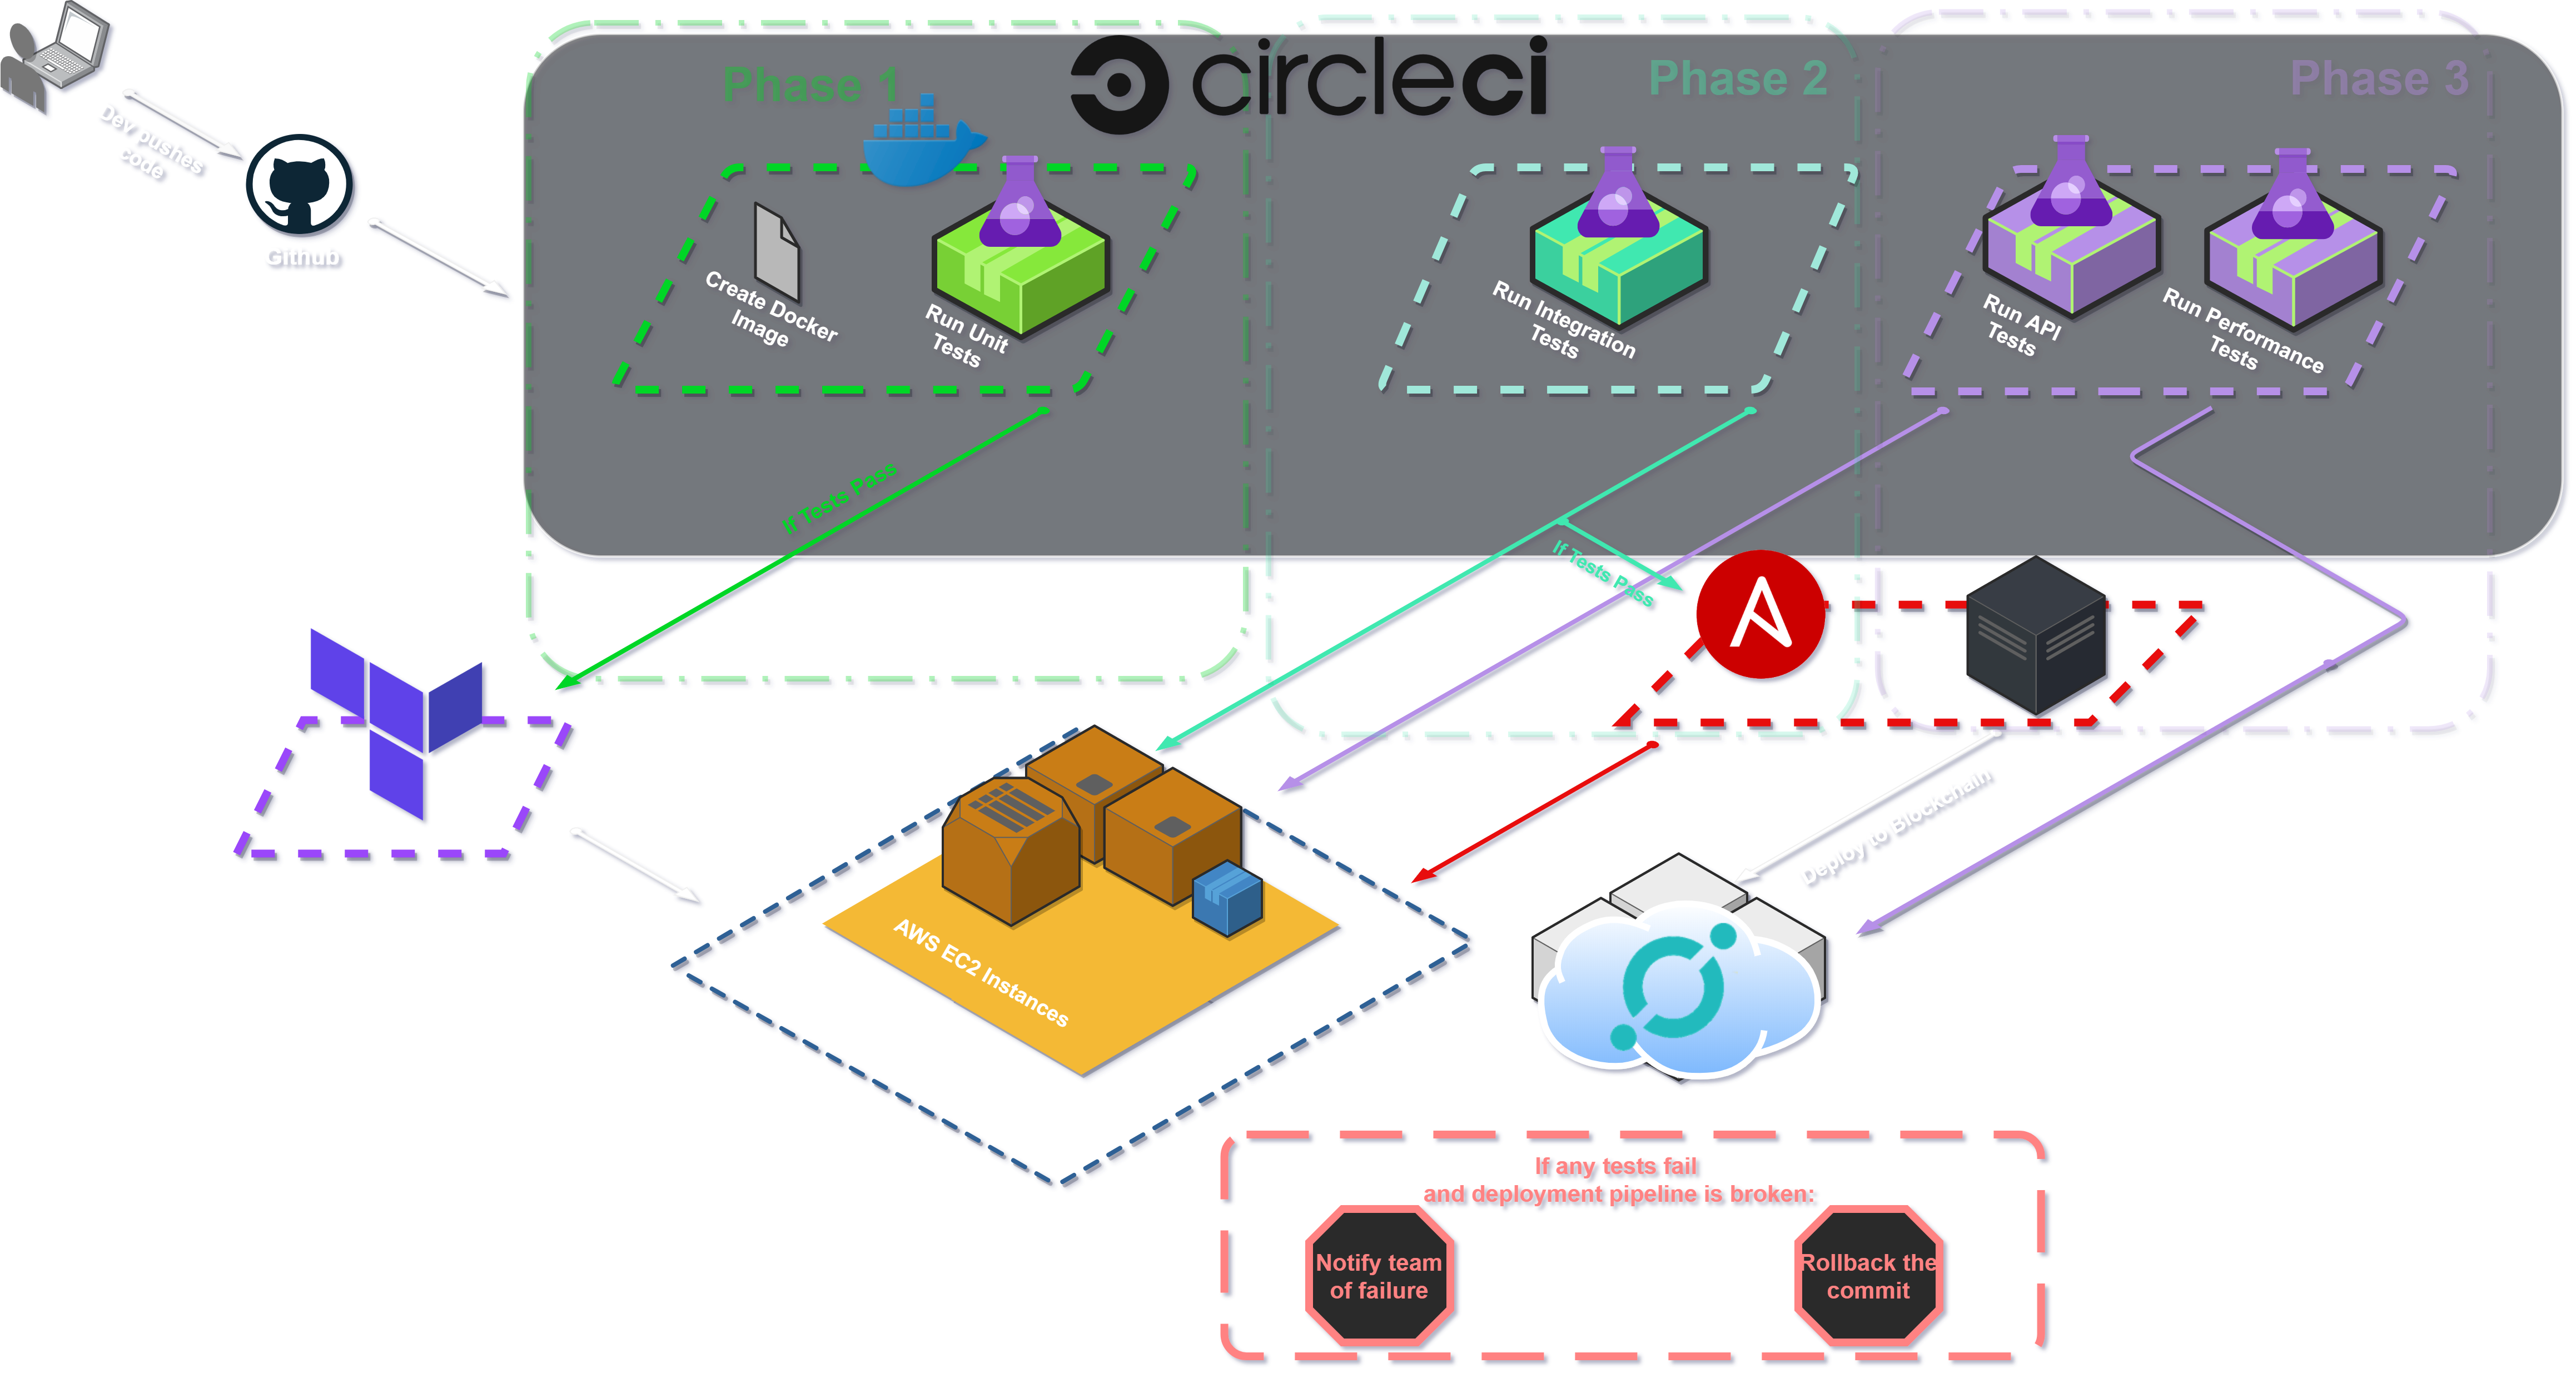 Phase 1
circleci
Phase 2
Phase 3
Dev pushes
code
Github
Create Docker
Image
Run Unit
Tests
Run Integration
Tests
Run API
Tests
Run Performance
Tests
If Tests Pass
If Tests Pass
Deploy to Blockchain
AWS EC2 Instances
If any tests fail
and deployment pipeline is broken:
Notify team
of failure
Rollback the
commit